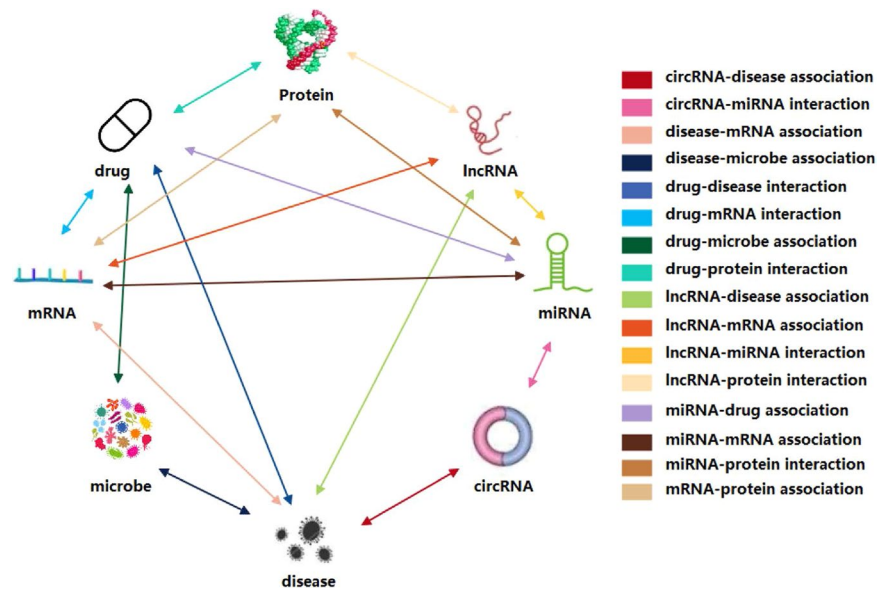 Protein
drug
lncRNA
mRNA
miRNA
microbe
circRNA
disease
circRNA-disease association
circRNA-miRNA interaction
disease-mRNA association
disease-microbe association
drug-disease interaction
drug-mRNA interaction
drug-microbe association
drug-protein interaction
lncRNA-disease association
lncRNA-mRNA association
lncRNA-miRNA interaction
lncRNA-protein interaction
miRNA-drug association
miRNA-mRNA association
miRNA-protein interaction
mRNA-protein association